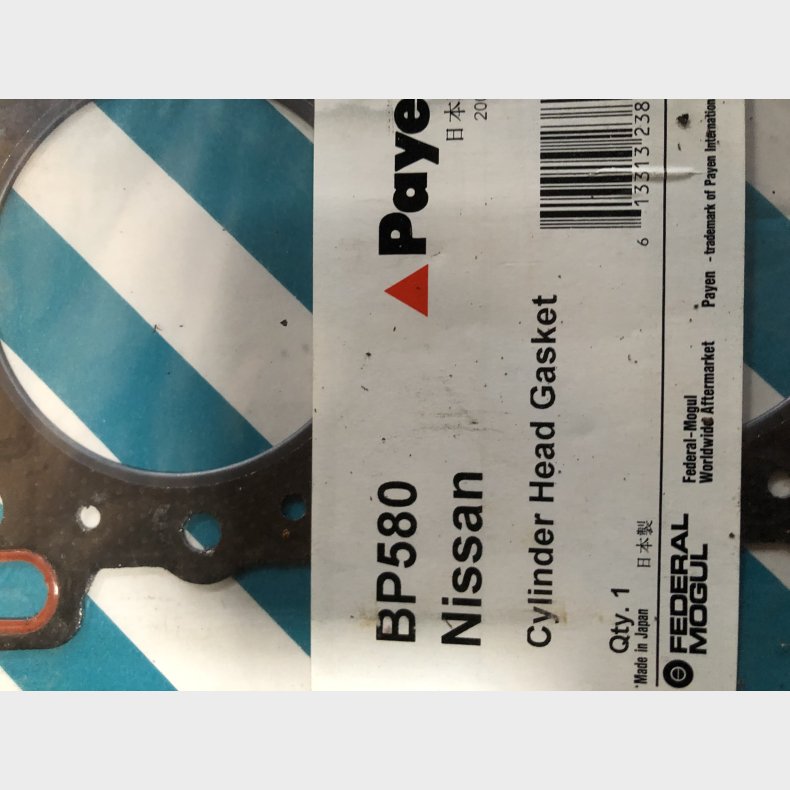 Paye
日本
200
BP580
Nissan
Cylinder Head Gasket
6 13313 238
Qty. 1
*Made in Japan 日本製
FEDERAL
MOGUL
Federal-Mogul
Worldwide Aftermarket
Payen - trademark of Payen Internation